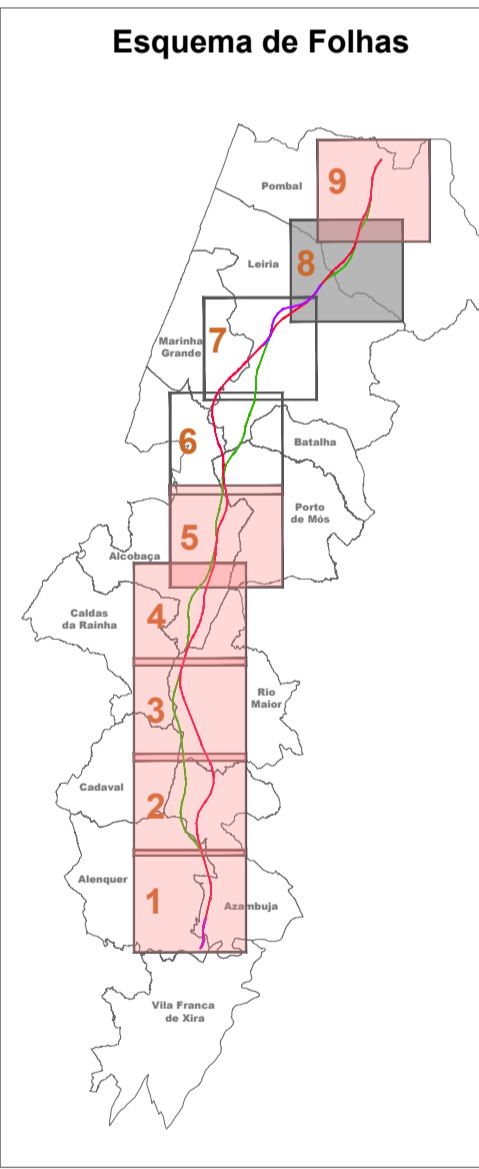 Esquema de Folhas
9
Pombal
8
Leiria
7
Marinha
Grande
6
Batalha
Porto
de Mós
5
Alcobaça
4
Caldas
da Rainha
Rio
Maior
3
Cadaval
2
Alenquer
1
Azambuja
Vila Franca
de Xira